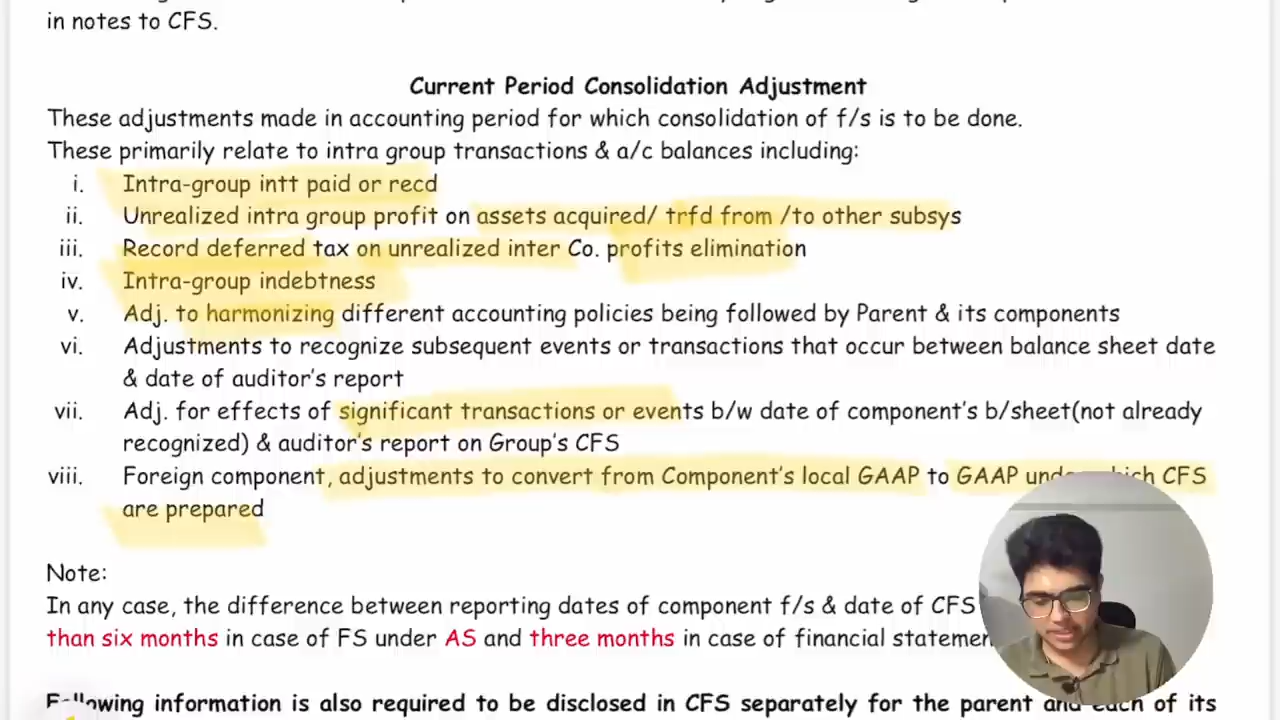 in notes to CFS.
Current Period Consolidation Adjustment
These adjustments made in accounting period for which consolidation of f/s is to be done.
These primarily relate to intra group transactions & a/c balances including:
i. Intra-group intt paid or recd
ii. Unrealized intra group profit on assets acquired/ trfd from /to other subsys
iii. Record deferred tax on unrealized inter Co. profits elimination
iv. Intra-group indebtness
v. Adj. to harmonizing different accounting policies being followed by Parent & its components
vi. Adjustments to recognize subsequent events or transactions that occur between balance sheet date
& date of auditor's report
vii. Adj. for effects of significant transactions or events b/w date of component's b/sheet(not already
recognized) & auditor's report on Group's CFS
viii. Foreign component, adjustments to convert from Component's local GAAP to GAAP under which CFS
are prepared
Note:
In any case, the difference between reporting dates of component f/s & date of CFS
than six months in case of FS under AS and three months in case of financial
Following information is also required to be disclosed in CFS separately for the parent and each of its